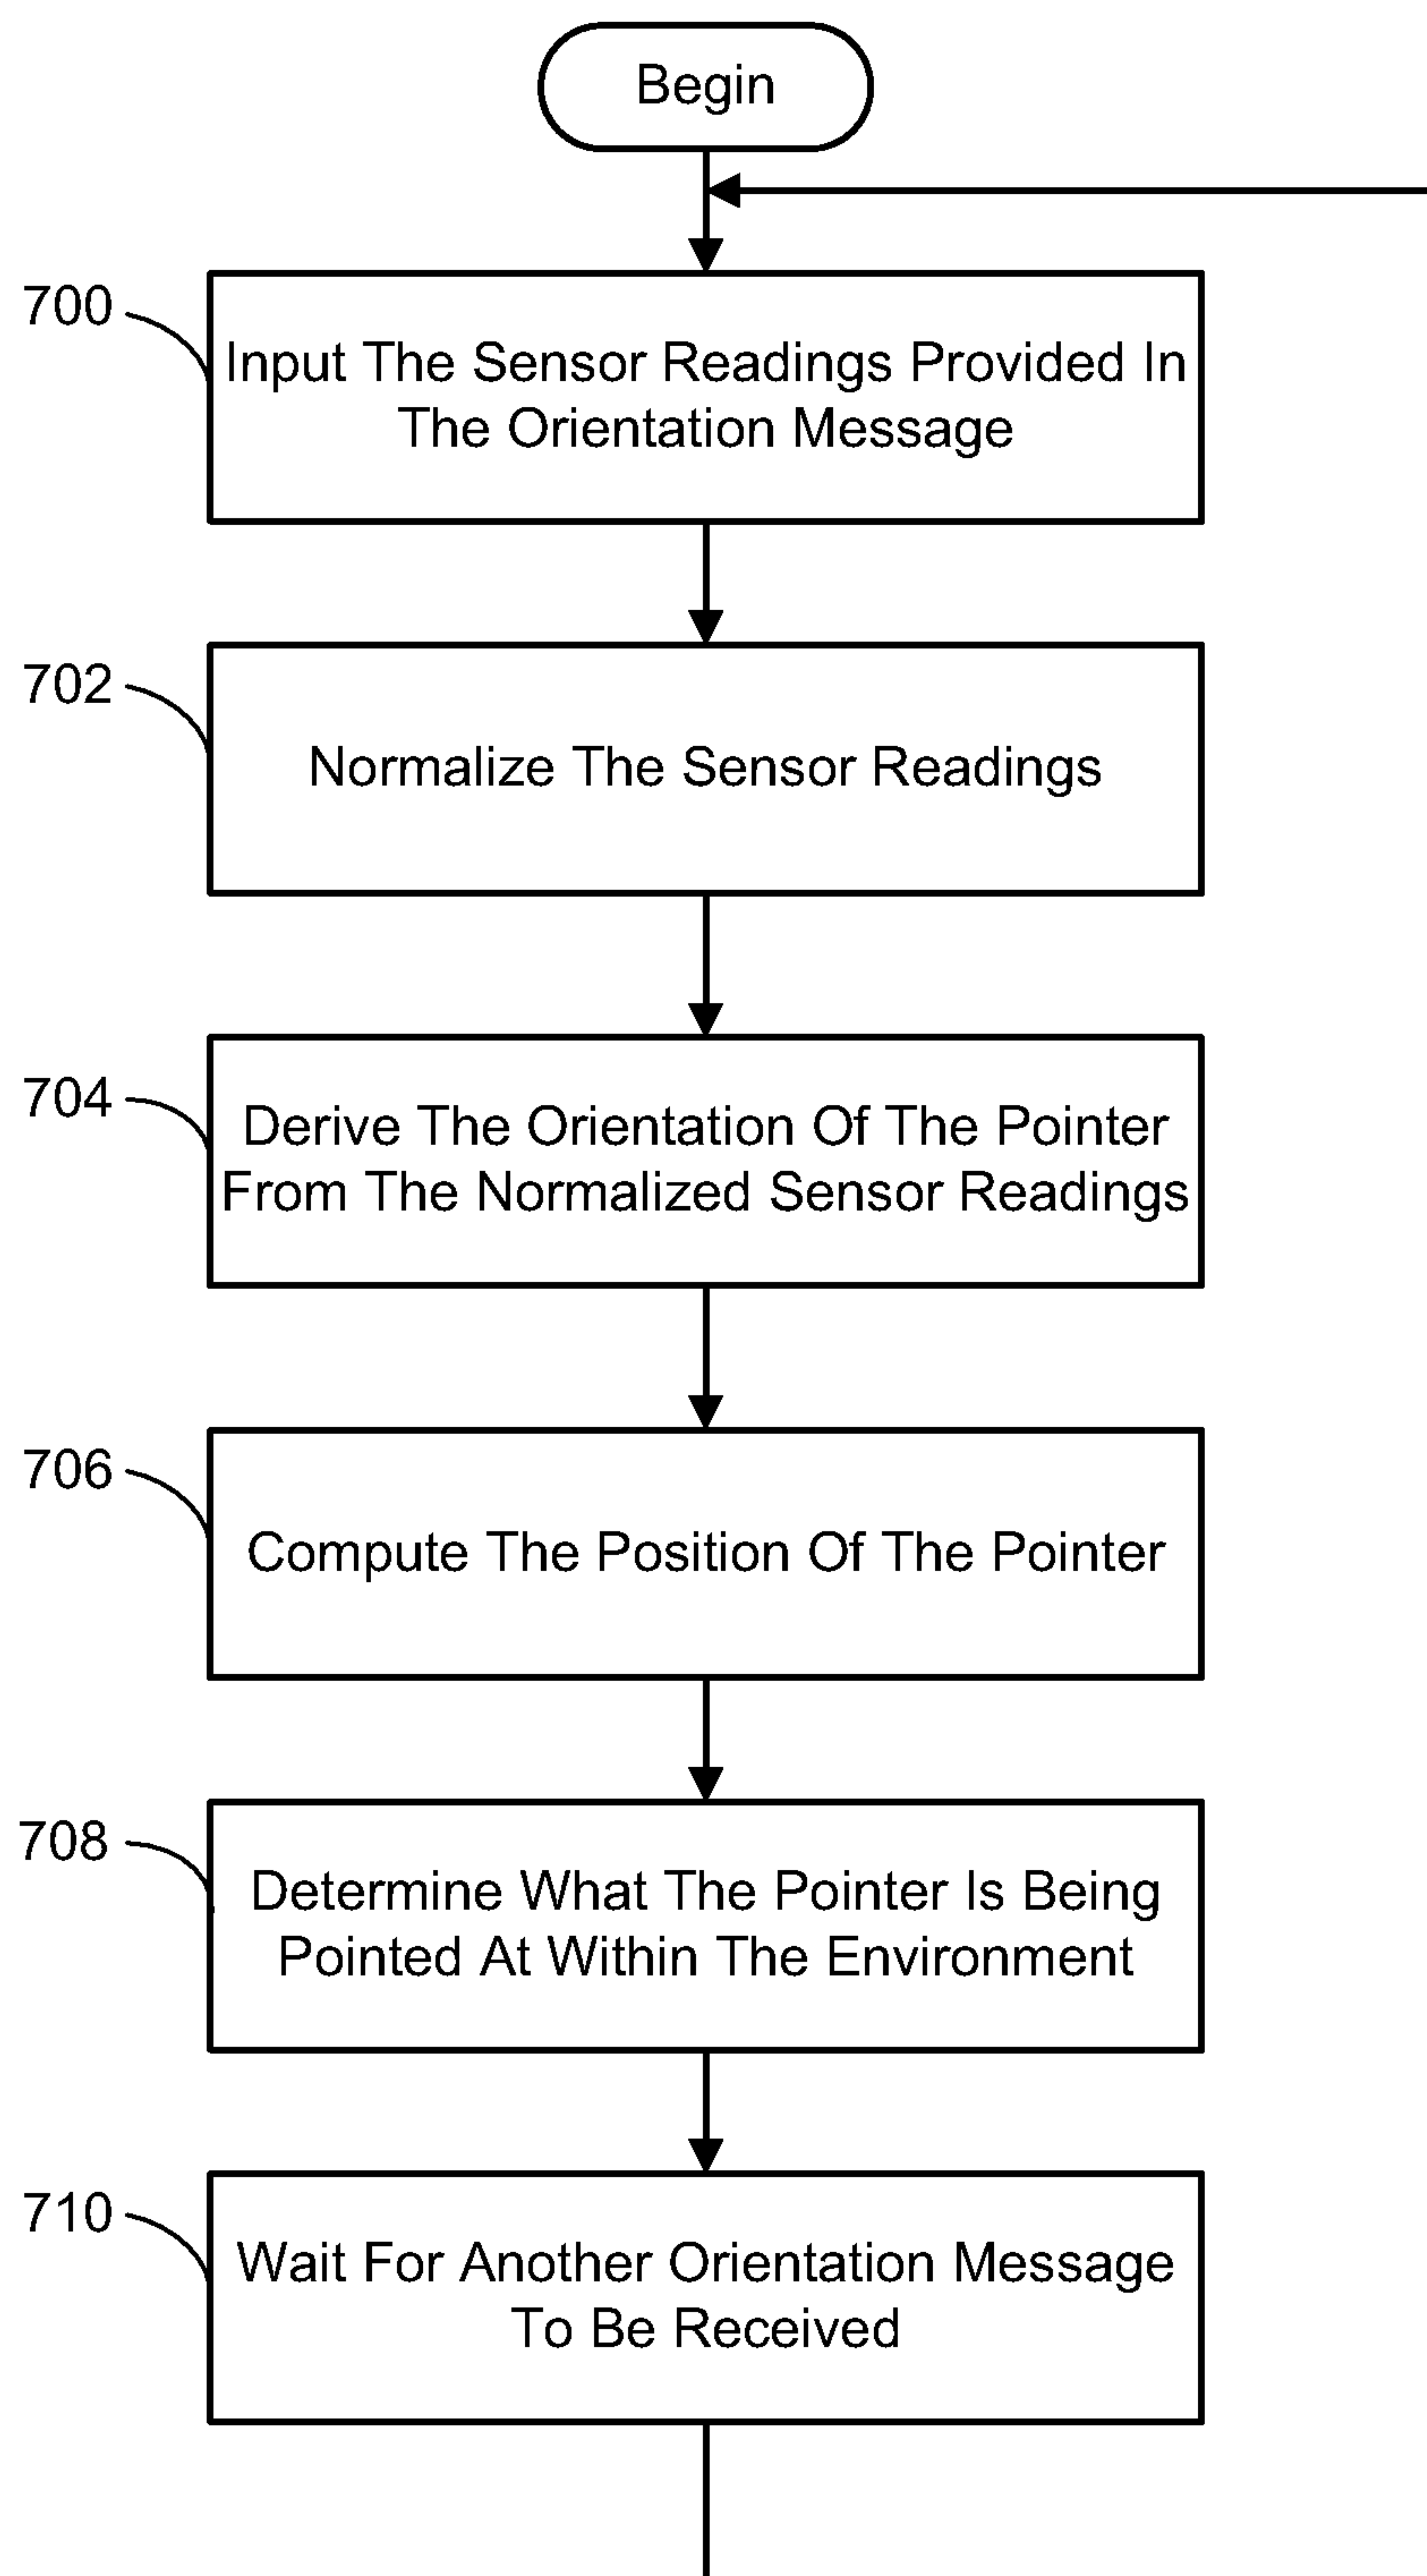 Begin
700
Input The Sensor Readings Provided In
The Orientation Message
702
Normalize The Sensor Readings
704
Derive The Orientation Of The Pointer
From The Normalized Sensor Readings
706
Compute The Position Of The Pointer
708
Determine What The Pointer Is Being
Pointed At Within The Environment
710
Wait For Another Orientation Message
To Be Received